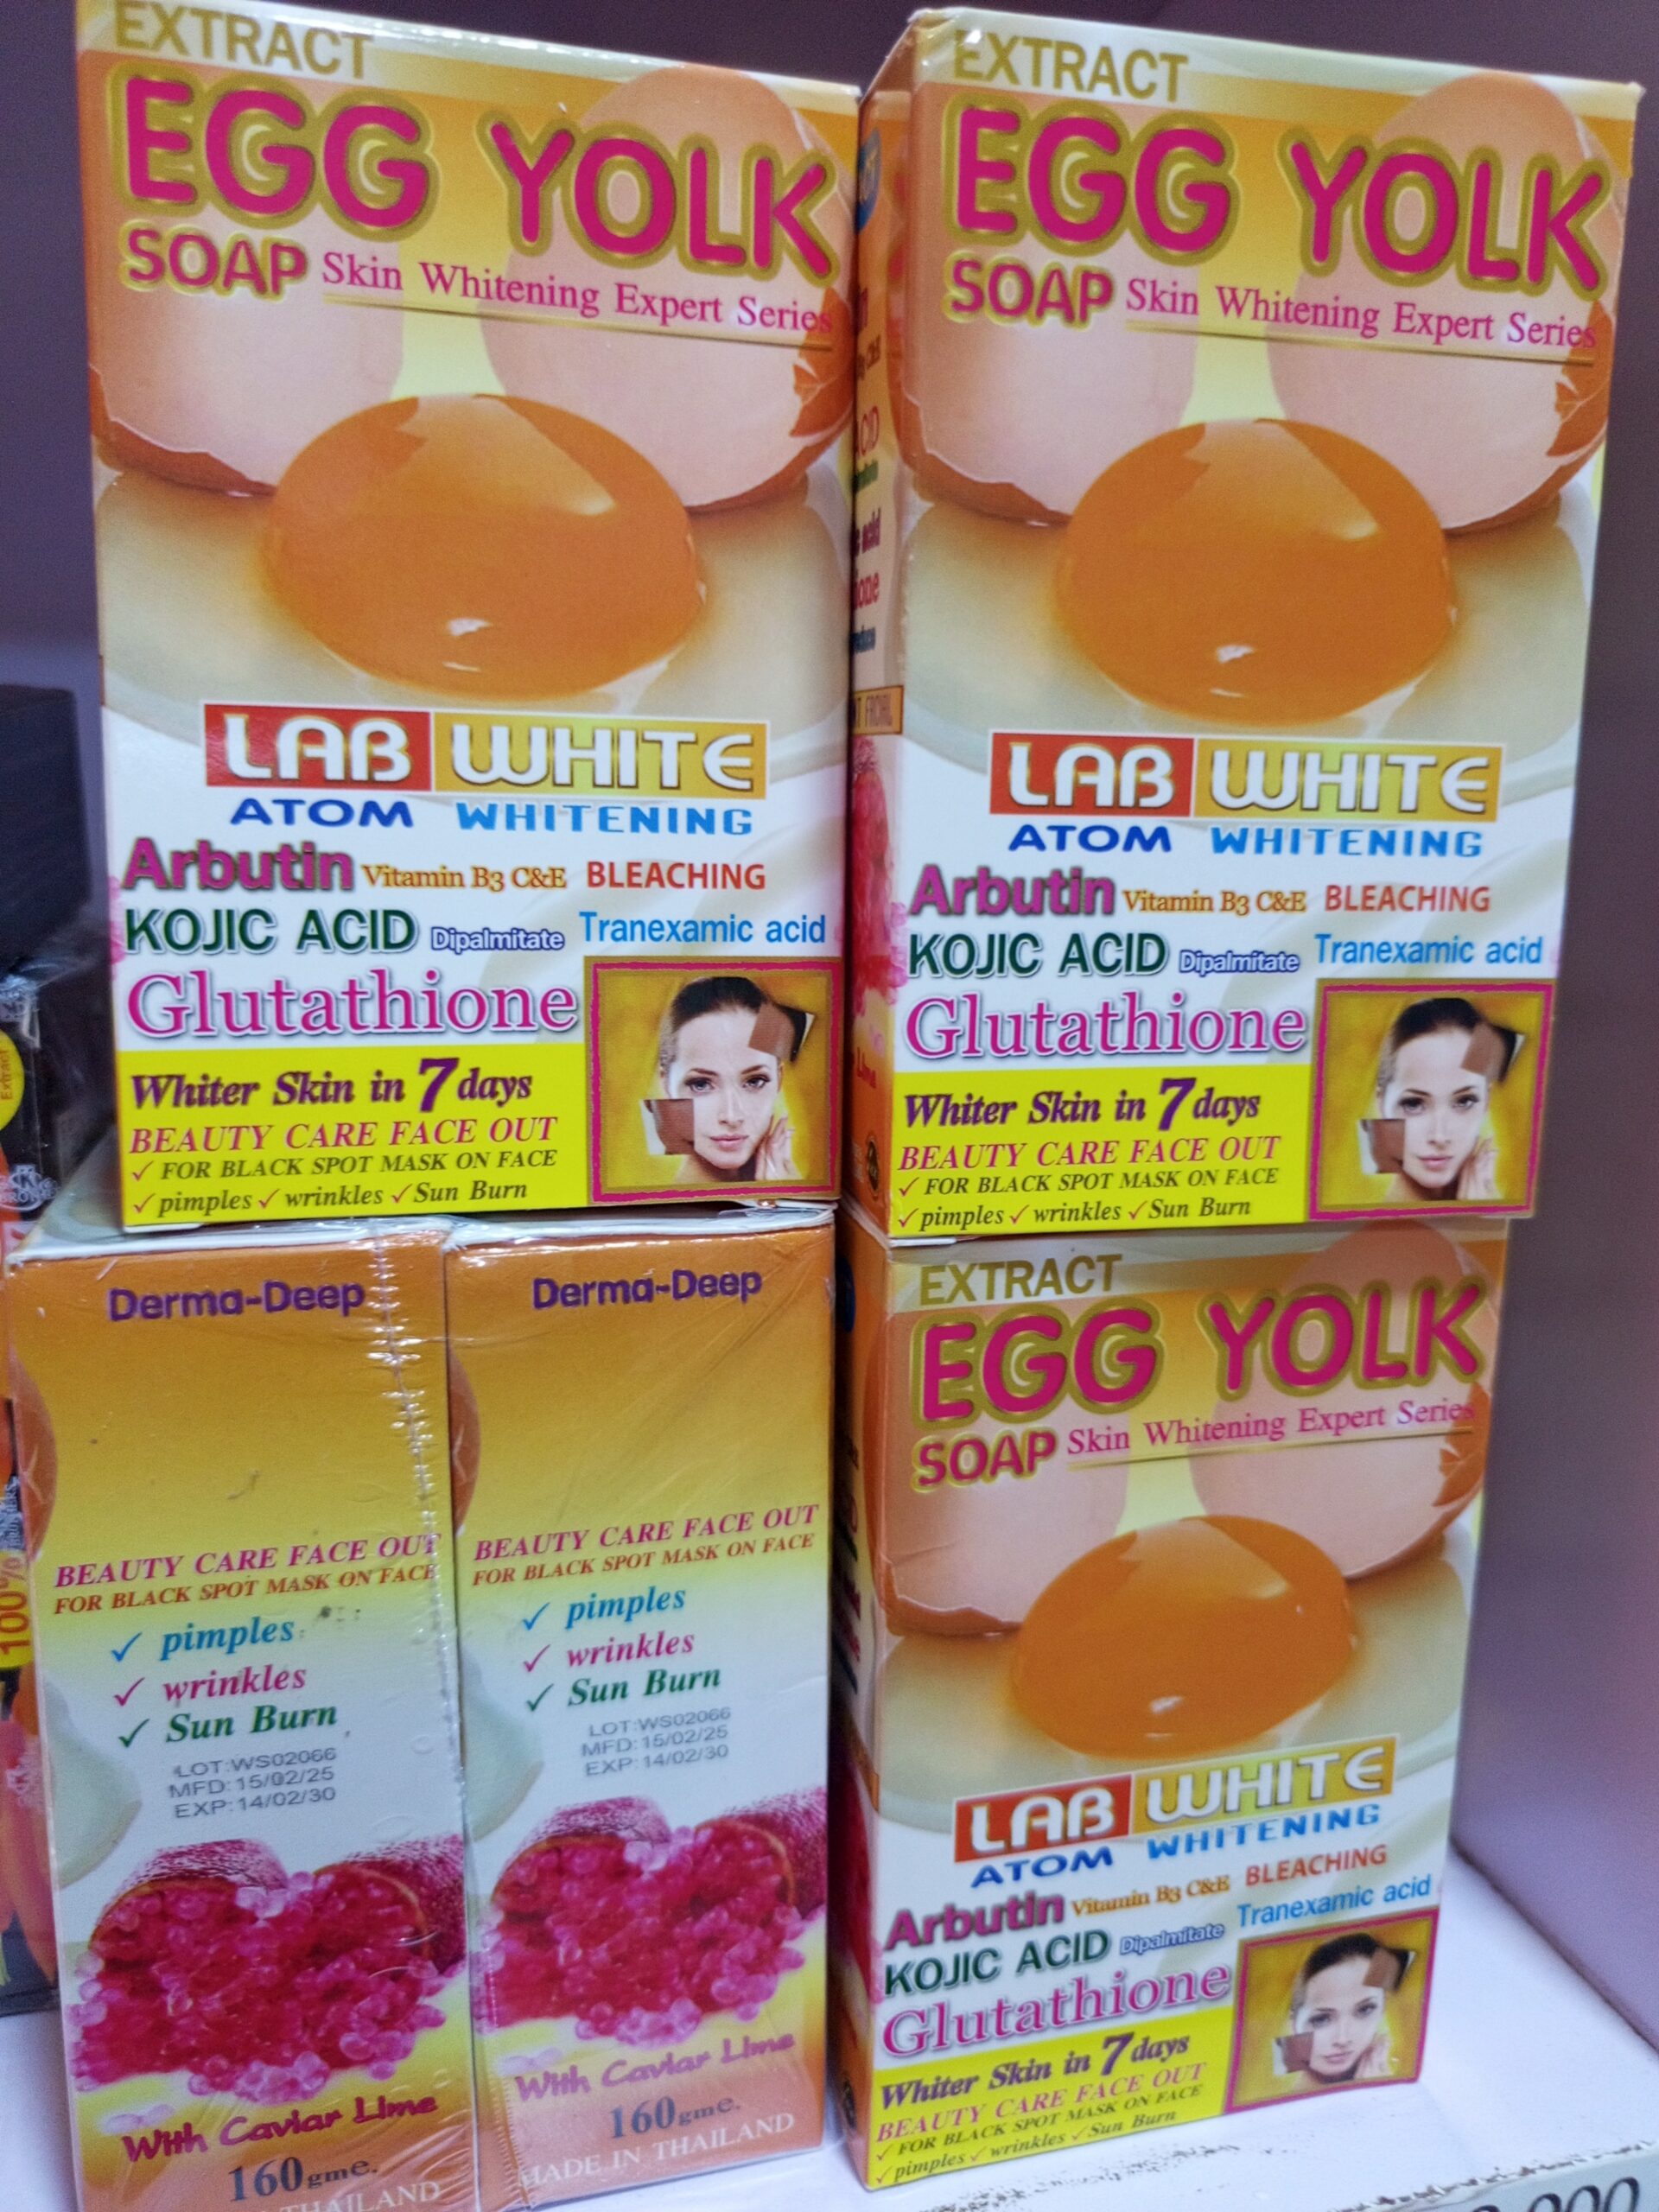 EXTRACT
EGG YOLK
SOAP Skin Whitening Expert Series
LAB WHITE
ATOM WHITENING
Arbutin Vitamin B3 C&E BLEACHING
KOJIC ACID Dipalmitate Tranexamic acid
Glutathione
Whiter Skin in 7 days
BEAUTY CARE FACE OUT
✓ FOR BLACK SPOT MASK ON FACE
✓ pimples ✓ wrinkles ✓ Sun Burn
EXTRACT
EGG YOLK
SOAP Skin Whitening Expert Series
LAB WHITE
ATOM WHITENING
Arbutin Vitamin B3 C&E BLEACHING
KOJIC ACID Dipalmitate Tranexamic acid
Glutathione
Whiter Skin in 7 days
BEAUTY CARE FACE OUT
✓ FOR BLACK SPOT MASK ON FACE
✓ pimples ✓ wrinkles ✓ Sun Burn
Derma-Deep
BEAUTY CARE FACE OUT
FOR BLACK SPOT MASK ON FACE
✓ pimples
✓ wrinkles
✓ Sun Burn
LOT:WS02066
MFD:15/02/25
EXP:14/02/30
With Caviar Lime
160gme.
THAILAND
Derma-Deep
BEAUTY CARE FACE OUT
FOR BLACK SPOT MASK ON FACE
✓ pimples
✓ wrinkles
✓ Sun Burn
LOT:WS02066
MFD:15/02/25
EXP:14/02/30
With Caviar Lime
160gme.
MADE IN THAILAND
EXTRACT
EGG YOLK
SOAP Skin Whitening Expert Series
LAB WHITE
ATOM WHITENING
Arbutin Vitamin B3 C&E BLEACHING
KOJIC ACID Dipalmitate Tranexamic acid
Glutathione
Whiter Skin in 7 days
BEAUTY CARE FACE OUT
✓ FOR BLACK SPOT MASK ON FACE
✓ pimples ✓ wrinkles ✓ Sun Burn
Extract
100%